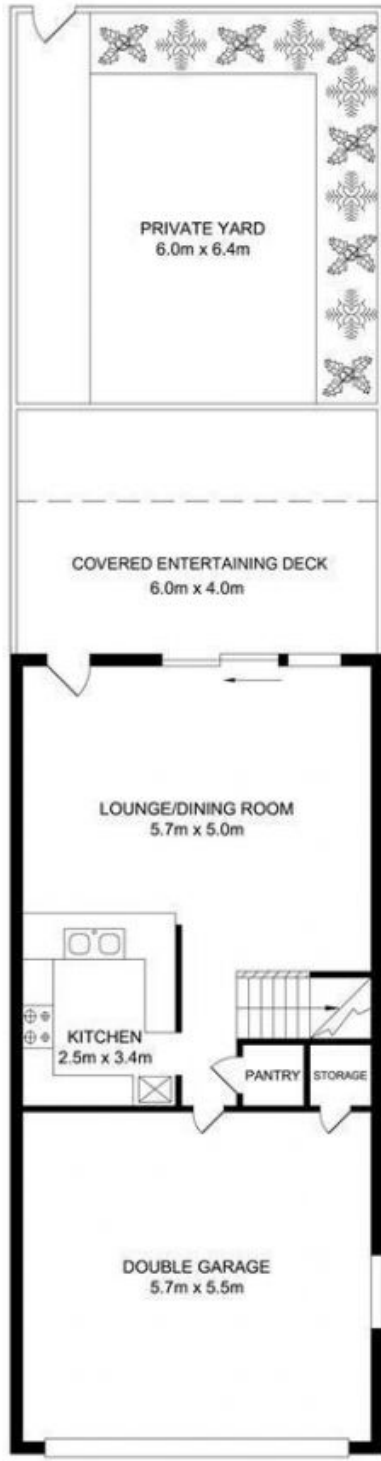 PRIVATE YARD
6.0m x 6.4m
COVERED ENTERTAINING DECK
6.0m x 4.0m
LOUNGE/DINING ROOM
5.7m x 5.0m
KITCHEN
2.5m x 3.4m
PANTRY
STORAGE
DOUBLE GARAGE
5.7m x 5.5m